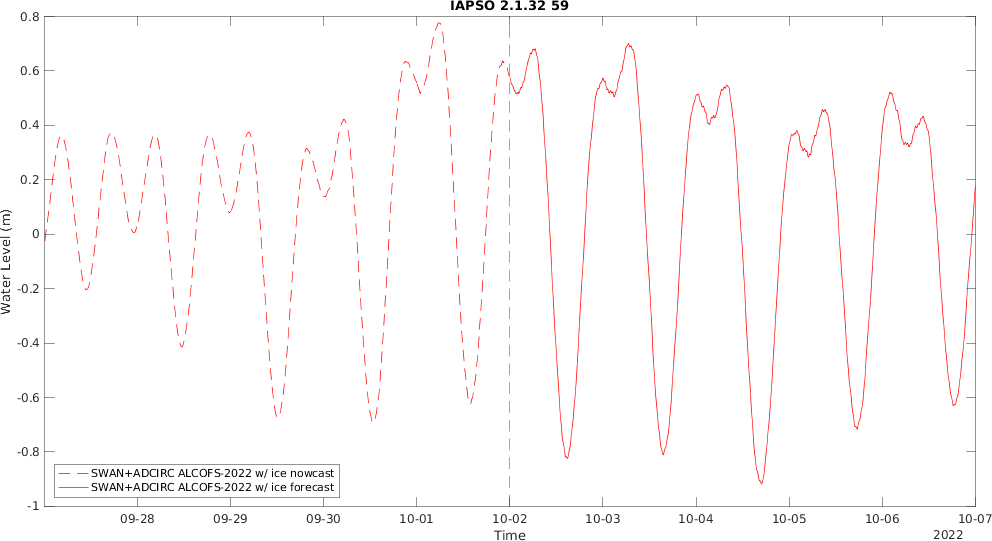 IAPSO 2.1.32 59
0.8
0.6
0.4
0.2
0
-0.2
-0.4
-0.6
-0.8
-1
Water Level (m)
SWAN+ADCIRC ALCOFS-2022 w/ ice nowcast
SWAN+ADCIRC ALCOFS-2022 w/ ice forecast
09-28 09-29 09-30 10-01 10-02 10-03 10-04 10-05 10-06 10-07
Time
2022